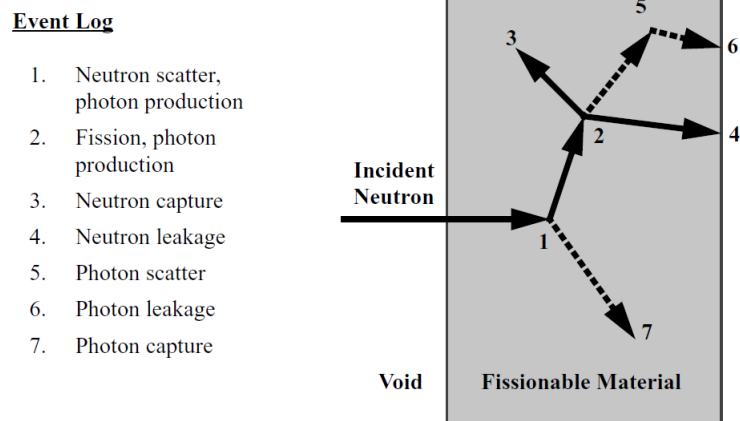 Event Log
1. Neutron scatter,
photon production
2. Fission, photon
production
3. Neutron capture
4. Neutron leakage
5. Photon scatter
6. Photon leakage
7. Photon capture
5
3
6
2
4
Incident
Neutron
1
7
Void
Fissionable Material